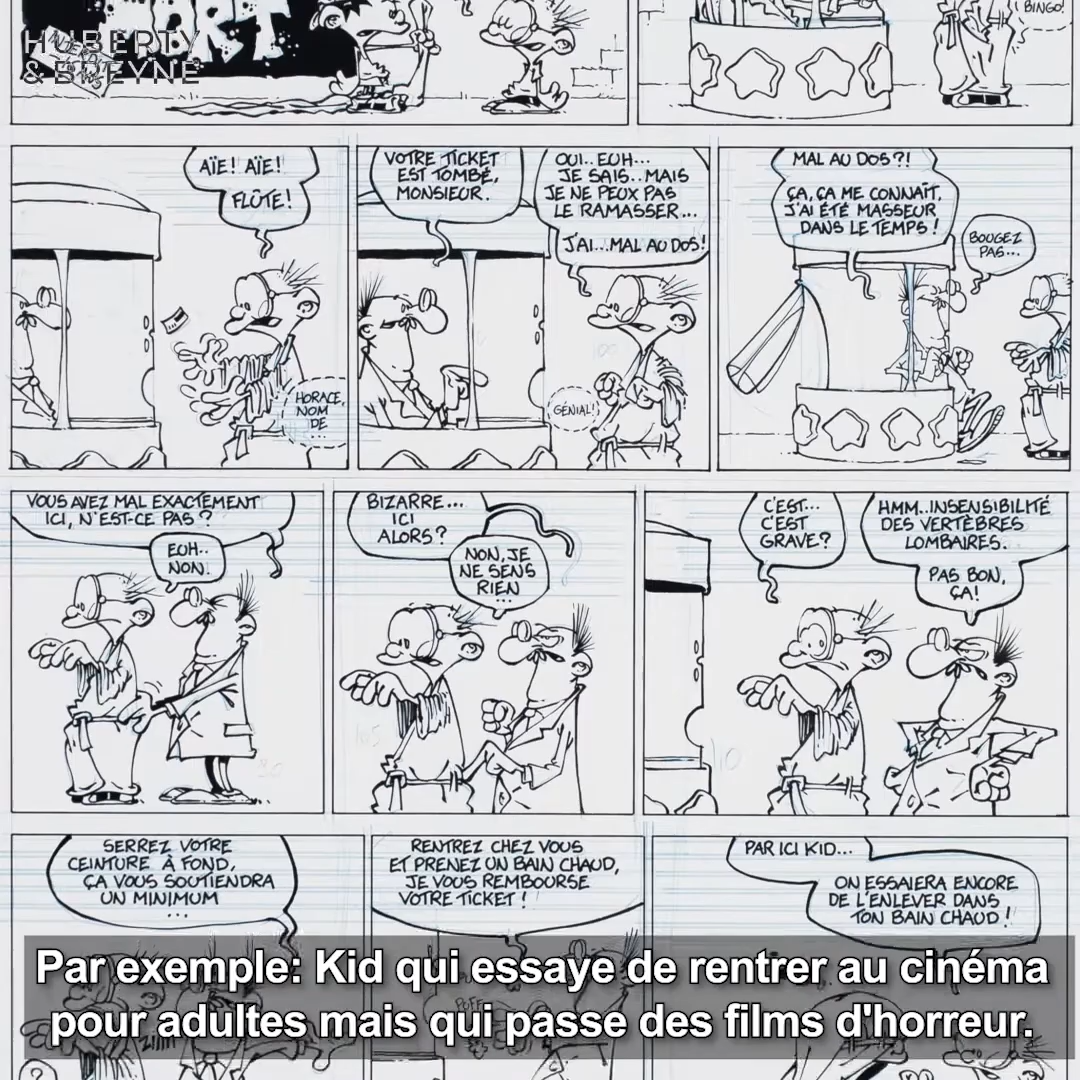 HUBERTY
& BREYNE
BINGO!
AÏE! AÏE!
FLÛTE!
HORACE,
NOM
DE
...
VOTRE TICKET
EST TOMBÉ,
MONSIEUR.
OUI.. EUH...
JE SAIS.. MAIS
JE NE PEUX PAS
LE RAMASSER...
J'AI... MAL AU DOS!
GÉNIAL!
MAL AU DOS?!
ÇA, ÇA ME CONNAÎT,
J'AI ÉTÉ MASSEUR
DANS LE TEMPS!
BOUGEZ
PAS...
VOUS AVEZ MAL EXACTEMENT
ICI, N'EST-CE PAS ?
EUH..
NON.
BIZARRE...
ICI
ALORS?
NON, JE
NE SENS
RIEN
...
C'EST...
C'EST
GRAVE?
HMM.. INSENSIBILITÉ
DES VERTÈBRES
LOMBAIRES.
PAS BON,
ÇA!
SERREZ VOTRE
CEINTURE À FOND,
ÇA VOUS SOUTIENDRA
UN MINIMUM
...
RENTREZ CHEZ VOUS
ET PRENEZ UN BAIN CHAUD,
JE VOUS REMBOURSE
VOTRE TICKET !
PAR ICI KID...
ON ESSAIERA ENCORE
DE L'ENLEVER DANS
TON BAIN CHAUD !
POFF
?
Par exemple: Kid qui essaye de rentrer au cinéma
pour adultes mais qui passe des films d'horreur.